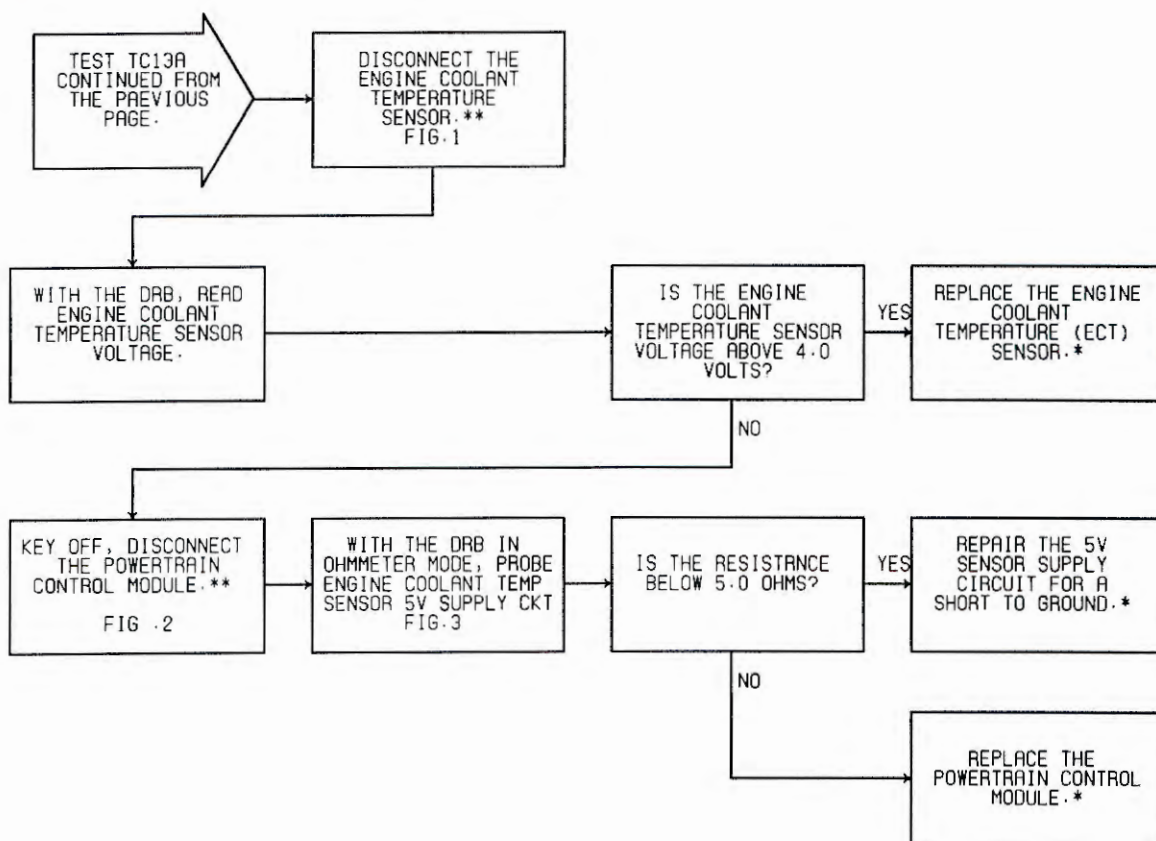 TEST TC13A
CONTINUED FROM
THE PAEVIOUS
PAGE.
DISCONNECT THE
ENGINE COOLANT
TEMPERATURE
SENSOR.**
FIG.1
WITH THE DRB, READ
ENGINE COOLANT
TEMPERATURE SENSOR
VOLTAGE.
IS THE ENGINE
COOLANT
TEMPERATURE SENSOR
VOLTAGE ABOVE 4.0
VOLTS?
YES
REPLACE THE ENGINE
COOLANT
TEMPERATURE (ECT)
SENSOR.*
NO
KEY OFF, DISCONNECT
THE POWERTRAIN
CONTROL MODULE.**
FIG .2
WITH THE DRB IN
OHMMETER MODE, PROBE
ENGINE COOLANT TEMP
SENSOR 5V SUPPLY CKT
FIG.3
IS THE RESISTRNCE
BELOW 5.0 OHMS?
YES
REPAIR THE 5V
SENSOR SUPPLY
CIRCUIT FOR A
SHORT TO GROUND.*
NO
REPLACE THE
POWERTRAIN CONTROL
MODULE.*